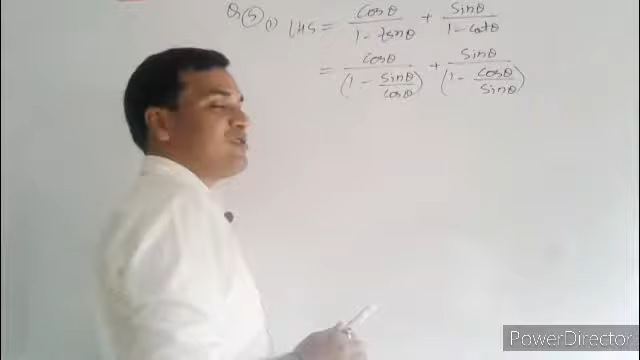 Q (5) (i) LHS = cosθ / (1 - tanθ) + sinθ / (1 - cotθ)
= cosθ / (1 - sinθ/cosθ) + sinθ / (1 - cosθ/sinθ)
PowerDirector